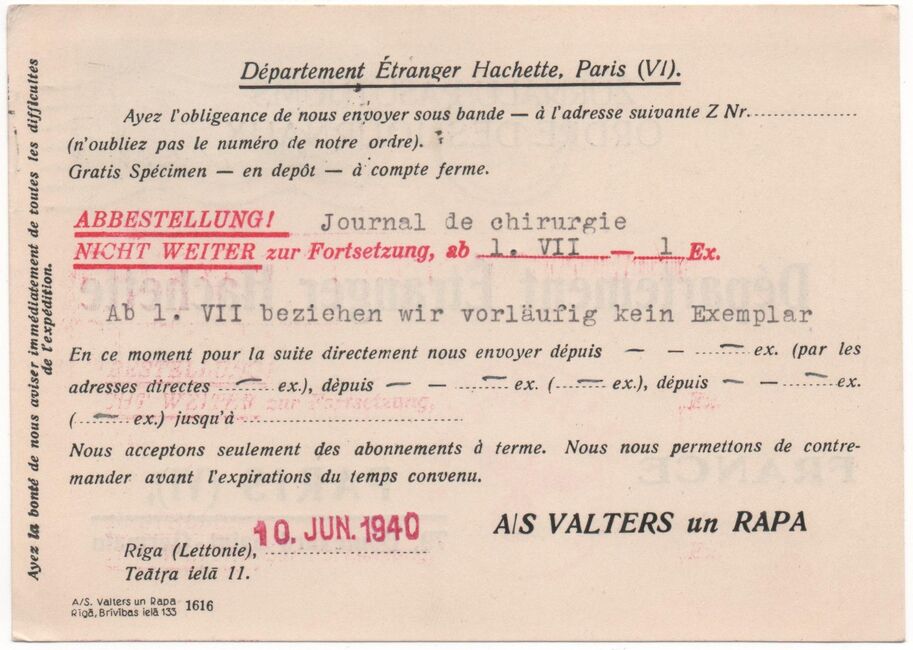 Département Étranger Hachette, Paris (VI).
Ayez l'obligeance de nous envoyer sous bande — à l'adresse suivante Z Nr...................
(n'oubliez pas le numéro de notre ordre).
Gratis Spécimen — en depôt — à compte ferme.
ABBESTELLUNG! Journal de chirurgie
NICHT WEITER zur Fortsetzung, ab 1. VII — 1 Ex.
Ab 1. VII beziehen wir vorläufig kein Exemplar
En ce moment pour la suite directement nous envoyer dépuis — — ......... ex. (par les
adresses directes ......... ex.), dèpuis — — ......... ex. (......... ex.), dépuis — — ......... ex.
(......... ex.) jusqu'à .....................................
Nous acceptons seulement des abonnements à terme. Nous nous permettons de contre-
mander avant l'expirations du temps convenu.
10. JUN. 1940
A/S VALTERS un RAPA
Riga (Lettonie), ..............................
Teātra ielā 11.
A/S. Valters un Rapa
Rīgā, Brīvības ielā 133 1616
Ayez la bonté de nous aviser immédiatement de toutes les difficultes
de l'expédition.